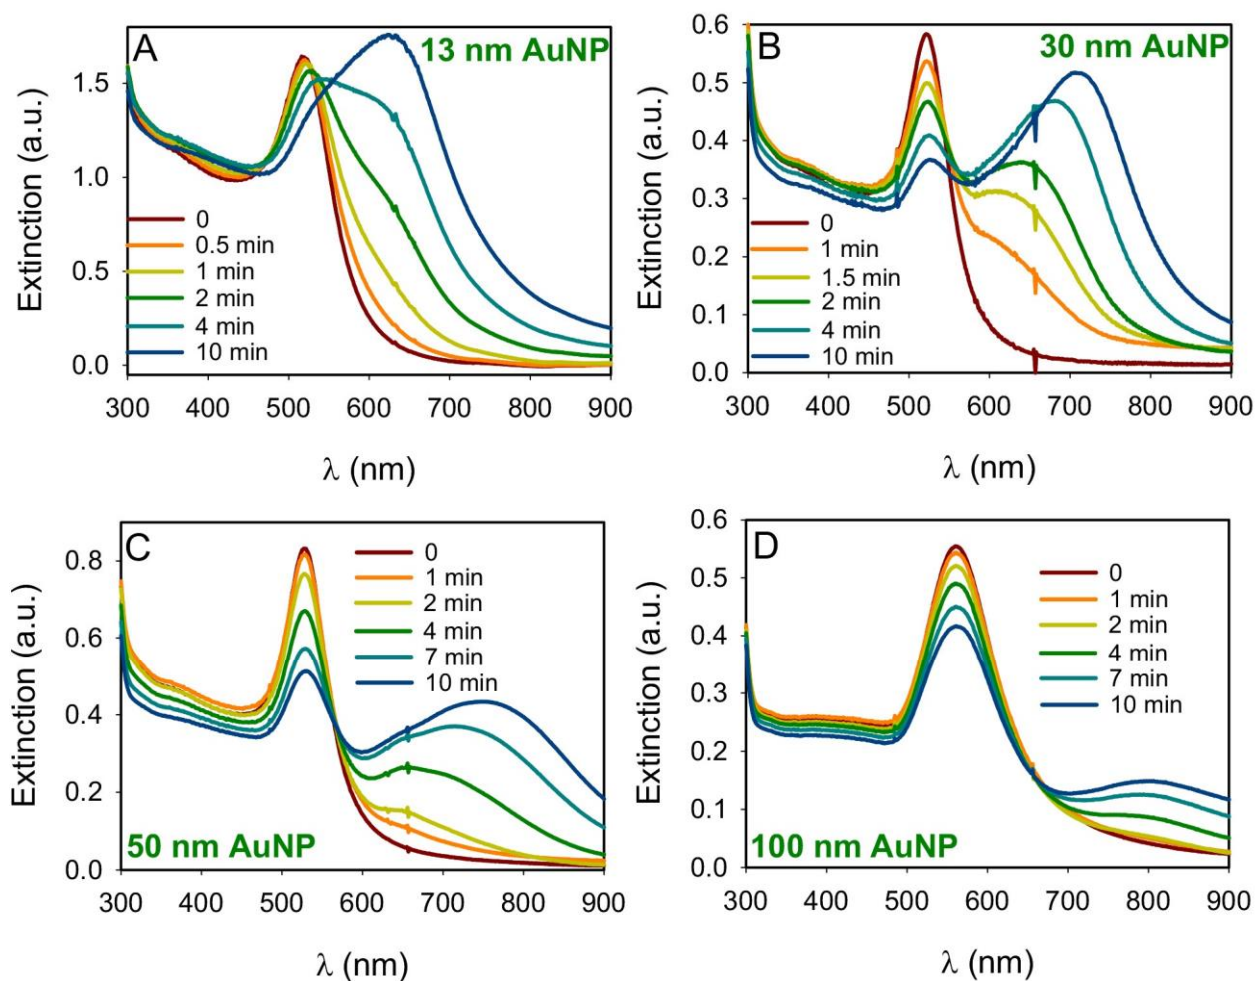 A
13 nm AuNP
Extinction (a.u.)
1.5
1.0
0.5
0.0
0
0.5 min
1 min
2 min
4 min
10 min
300 400 500 600 700 800 900
λ (nm)
B
30 nm AuNP
Extinction (a.u.)
0.6
0.5
0.4
0.3
0.2
0.1
0.0
0
1 min
1.5 min
2 min
4 min
10 min
300 400 500 600 700 800 900
λ (nm)
C
Extinction (a.u.)
0.8
0.6
0.4
0.2
0.0
0
1 min
2 min
4 min
7 min
10 min
50 nm AuNP
300 400 500 600 700 800 900
λ (nm)
D
Extinction (a.u.)
0.6
0.5
0.4
0.3
0.2
0.1
0.0
0
1 min
2 min
4 min
7 min
10 min
100 nm AuNP
300 400 500 600 700 800 900
λ (nm)